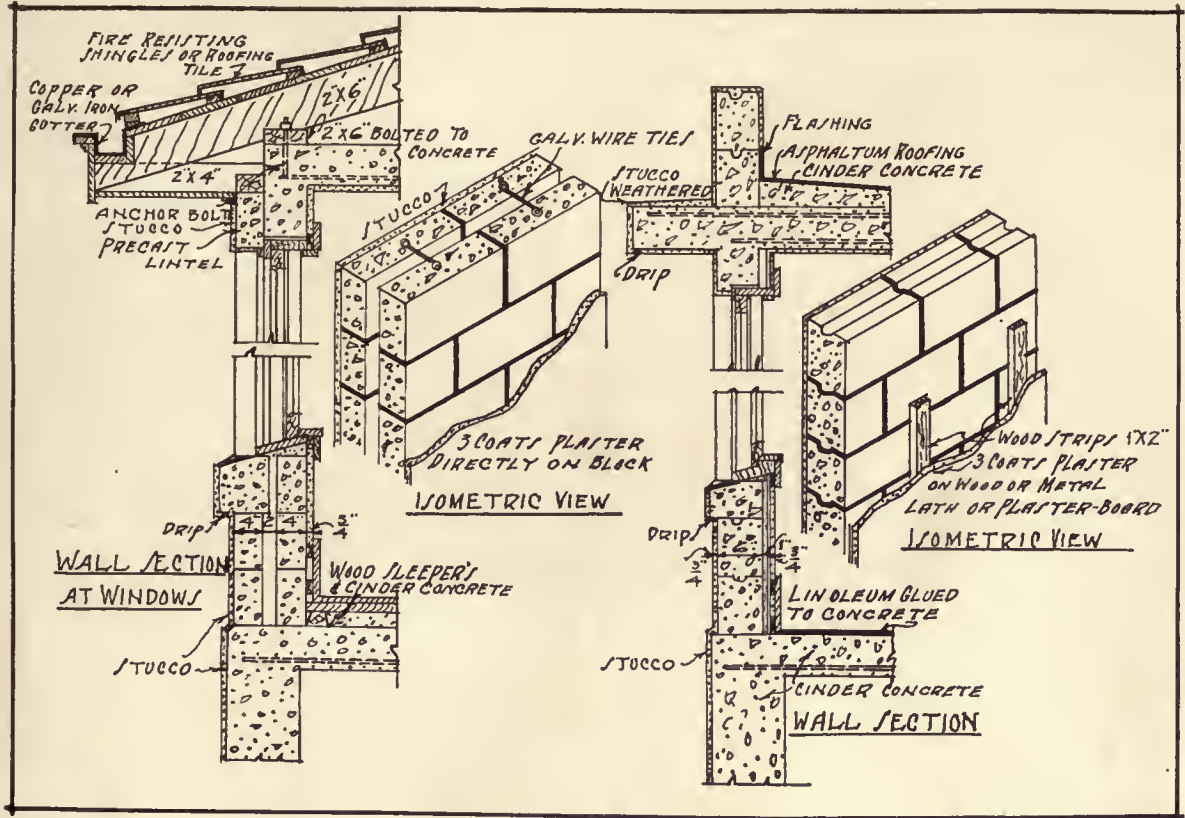 FIRE RESISTING
SHINGLES OR ROOFING
TILE
COPPER OR
GALV. IRON
GUTTER
2"X6"
2"X6" BOLTED TO
CONCRETE
2"X4"
ANCHOR BOLT
STUCCO
PRECAST
LINTEL
GALV. WIRE TIES
STUCCO
3 COATS PLASTER
DIRECTLY ON BLOCK
ISOMETRIC VIEW
DRIP
4" 2" 4" 3/4"
WALL SECTION
AT WINDOWS
WOOD SLEEPER'S
& CINDER CONCRETE
STUCCO
FLASHING
ASPHALTUM ROOFING
CINDER CONCRETE
STUCCO
WEATHERED
DRIP
WOOD STRIPS 1"X2"
3 COATS PLASTER
ON WOOD OR METAL
LATH OR PLASTER-BOARD
ISOMETRIC VIEW
DRIP
3/4" 1" 3/4"
LINOLEUM GLUED
TO CONCRETE
STUCCO
CINDER CONCRETE
WALL SECTION